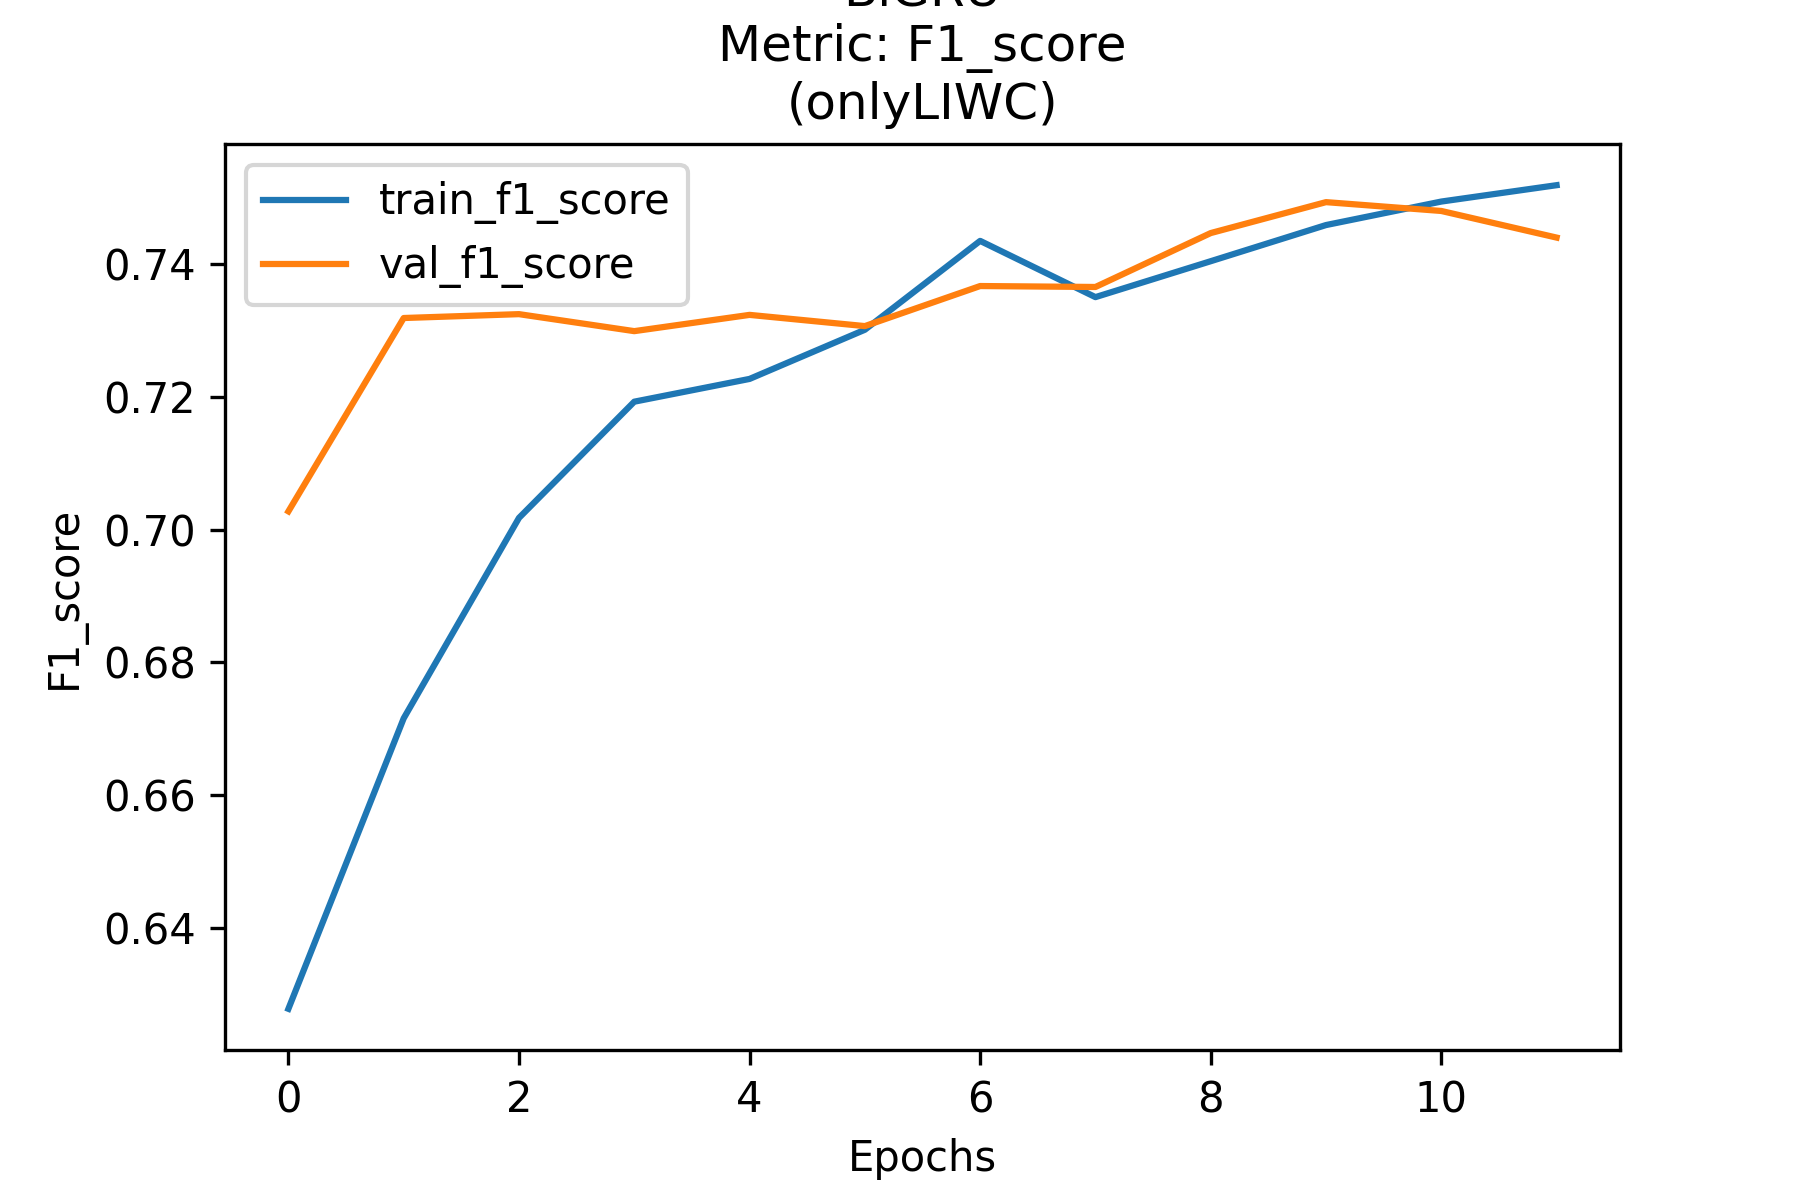 BiGRU
Metric: F1_score
(onlyLIWC)
train_f1_score
val_f1_score
F1_score
0.74
0.72
0.70
0.68
0.66
0.64
0 2 4 6 8 10
Epochs